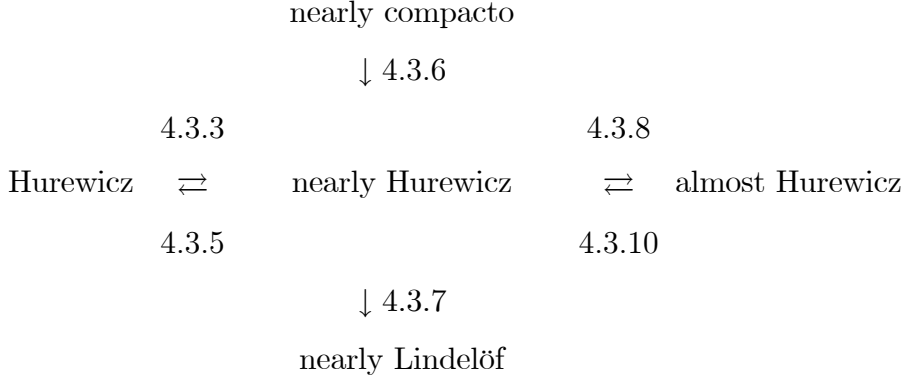 nearly compacto
↓ 4.3.6
4.3.3 4.3.8
Hurewicz ⇄ nearly Hurewicz ⇄ almost Hurewicz
4.3.5 4.3.10
↓ 4.3.7
nearly Lindelöf